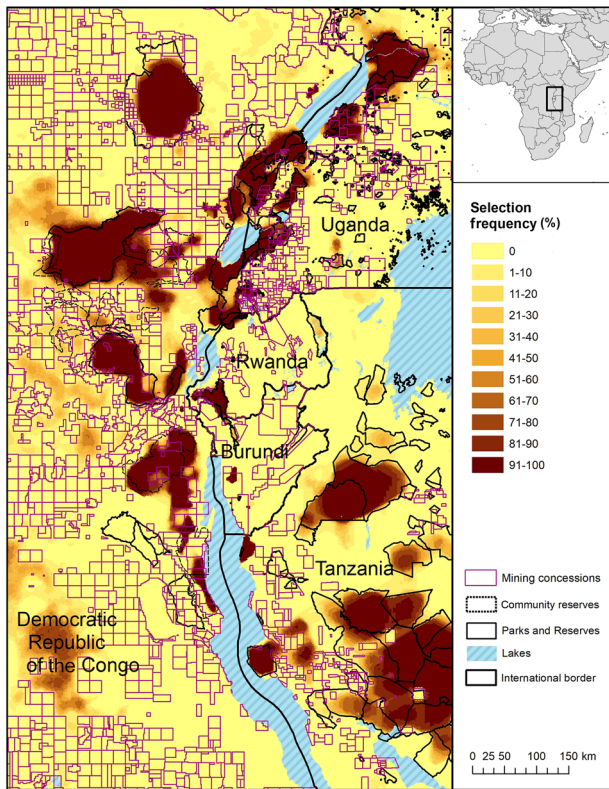 Uganda
Rwanda
Burundi
Tanzania
Democratic
Republic
of the Congo
Selection
frequency (%)
0
1-10
11-20
21-30
31-40
41-50
51-60
61-70
71-80
81-90
91-100
Mining concessions
Community reserves
Parks and Reserves
Lakes
International border
0 25 50 100 150 km